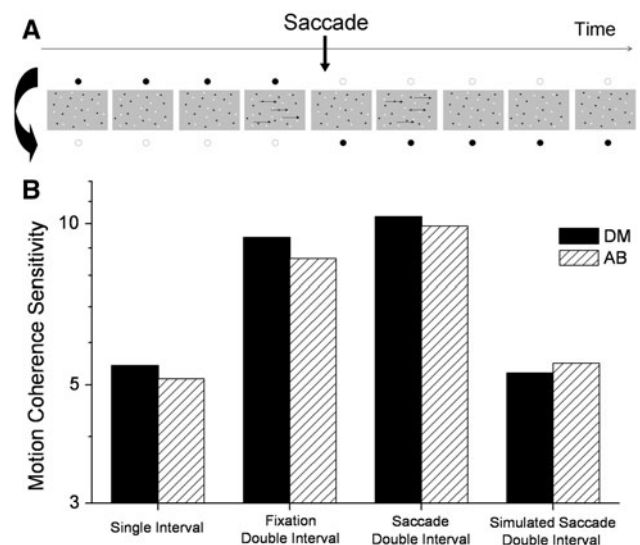 A
Saccade
Time
B
Motion Coherence Sensitivity
10
5
3
DM
AB
Single Interval
Fixation
Double Interval
Saccade
Double Interval
Simulated Saccade
Double Interval